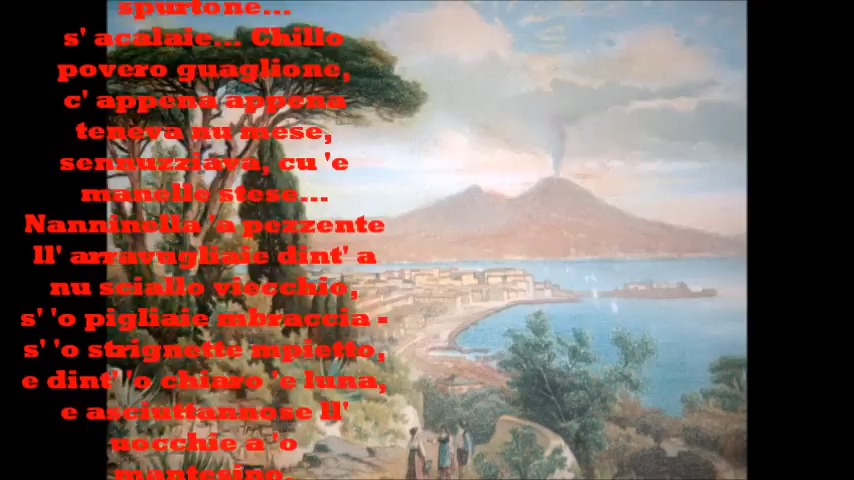 spurtone...
s' acalaie... Chillo
povero guaglione,
c' appena appena
teneva nu mese,
sennuzziava, cu 'e
manelle stese...
Nanninella 'a pezzente
ll' arravugliaie dint' a
nu sciallo viecchio,
s' 'o pigliaie mbraccia -
s' 'o strignette mpietto,
e dint' 'o chiaro 'e luna,
e asciuttannose ll'
uocchie a 'o
mantesino,